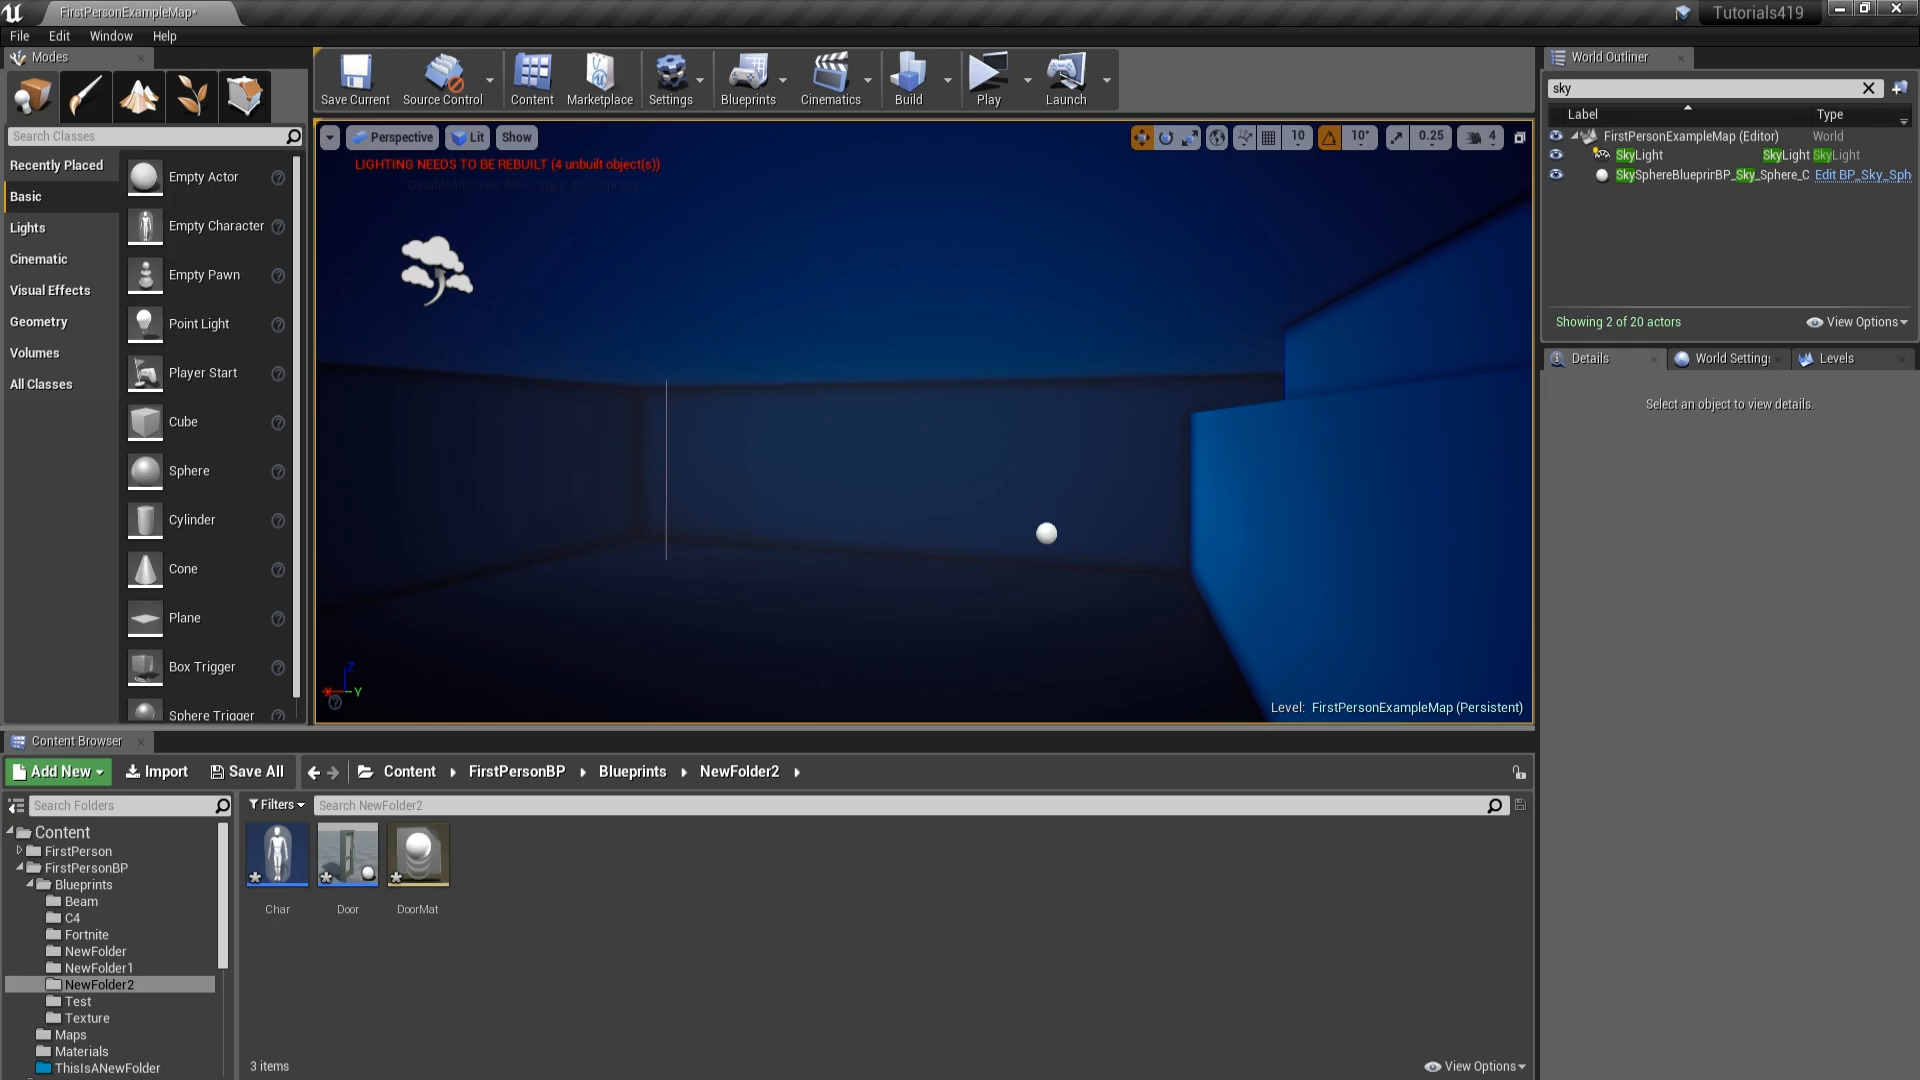 FirstPersonExampleMap*
Tutorials419
File Edit Window Help
Modes
Search Classes
Recently Placed
Basic
Lights
Cinematic
Visual Effects
Geometry
Volumes
All Classes
Empty Actor
Empty Character
Empty Pawn
Point Light
Player Start
Cube
Sphere
Cylinder
Cone
Plane
Box Trigger
Sphere Trigger
Save Current
Source Control
Content
Marketplace
Settings
Blueprints
Cinematics
Build
Play
Launch
Perspective
Lit
Show
10
10°
0.25
4
LIGHTING NEEDS TO BE REBUILT (4 unbuilt object(s))
'DisableAllScreenMessages' to suppress
Z
X
Y
Level: FirstPersonExampleMap (Persistent)
World Outliner
sky
Label Type
FirstPersonExampleMap (Editor) World
SkyLight SkyLight SkyLight
SkySphereBlueprinBP_Sky_Sphere_C Edit BP_Sky_Sph
Showing 2 of 20 actors
View Options
Details
World Settings
Levels
Select an object to view details.
Content Browser
Add New
Import
Save All
Content
FirstPersonBP
Blueprints
NewFolder2
Search Folders
Filters
Search NewFolder2
Content
FirstPerson
FirstPersonBP
Blueprints
Beam
C4
Fortnite
NewFolder
NewFolder1
NewFolder2
Test
Texture
Maps
Materials
ThisIsANewFolder
Char
Door
DoorMat
3 items
View Options